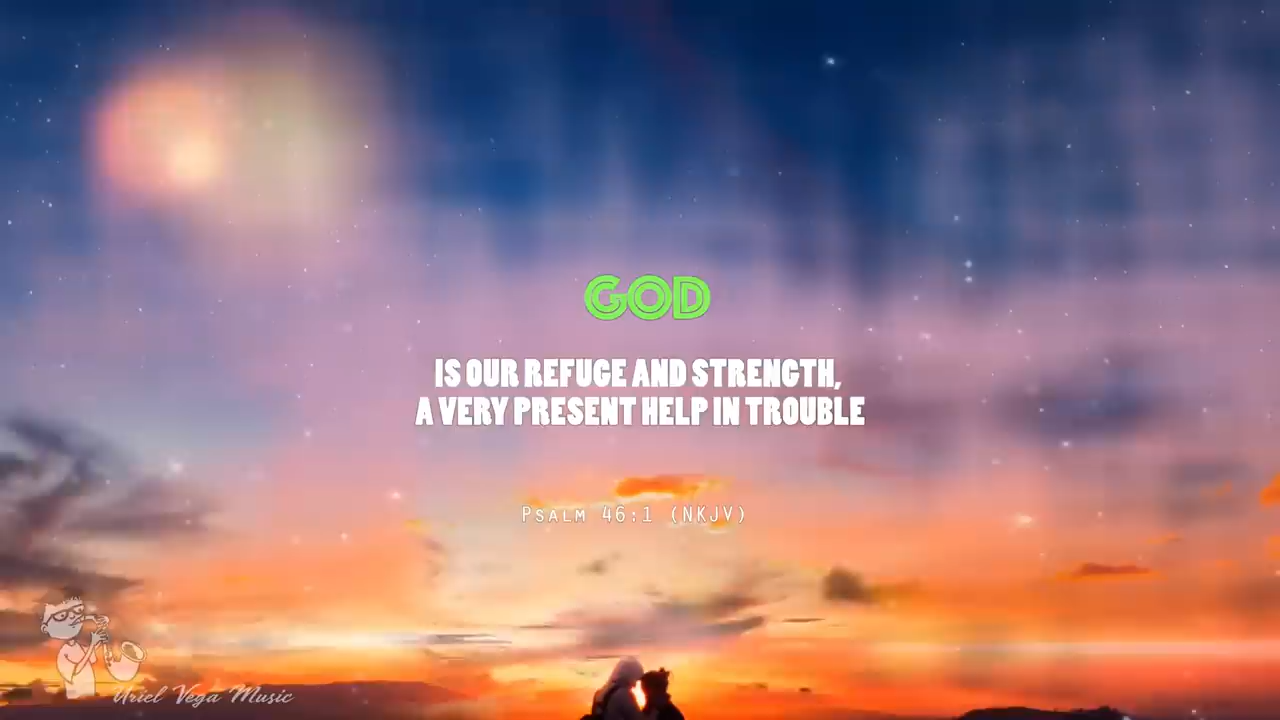 GOD
IS OUR REFUGE AND STRENGTH,
A VERY PRESENT HELP IN TROUBLE
Psalm 46:1 (NKJV)
Uriel Vega Music